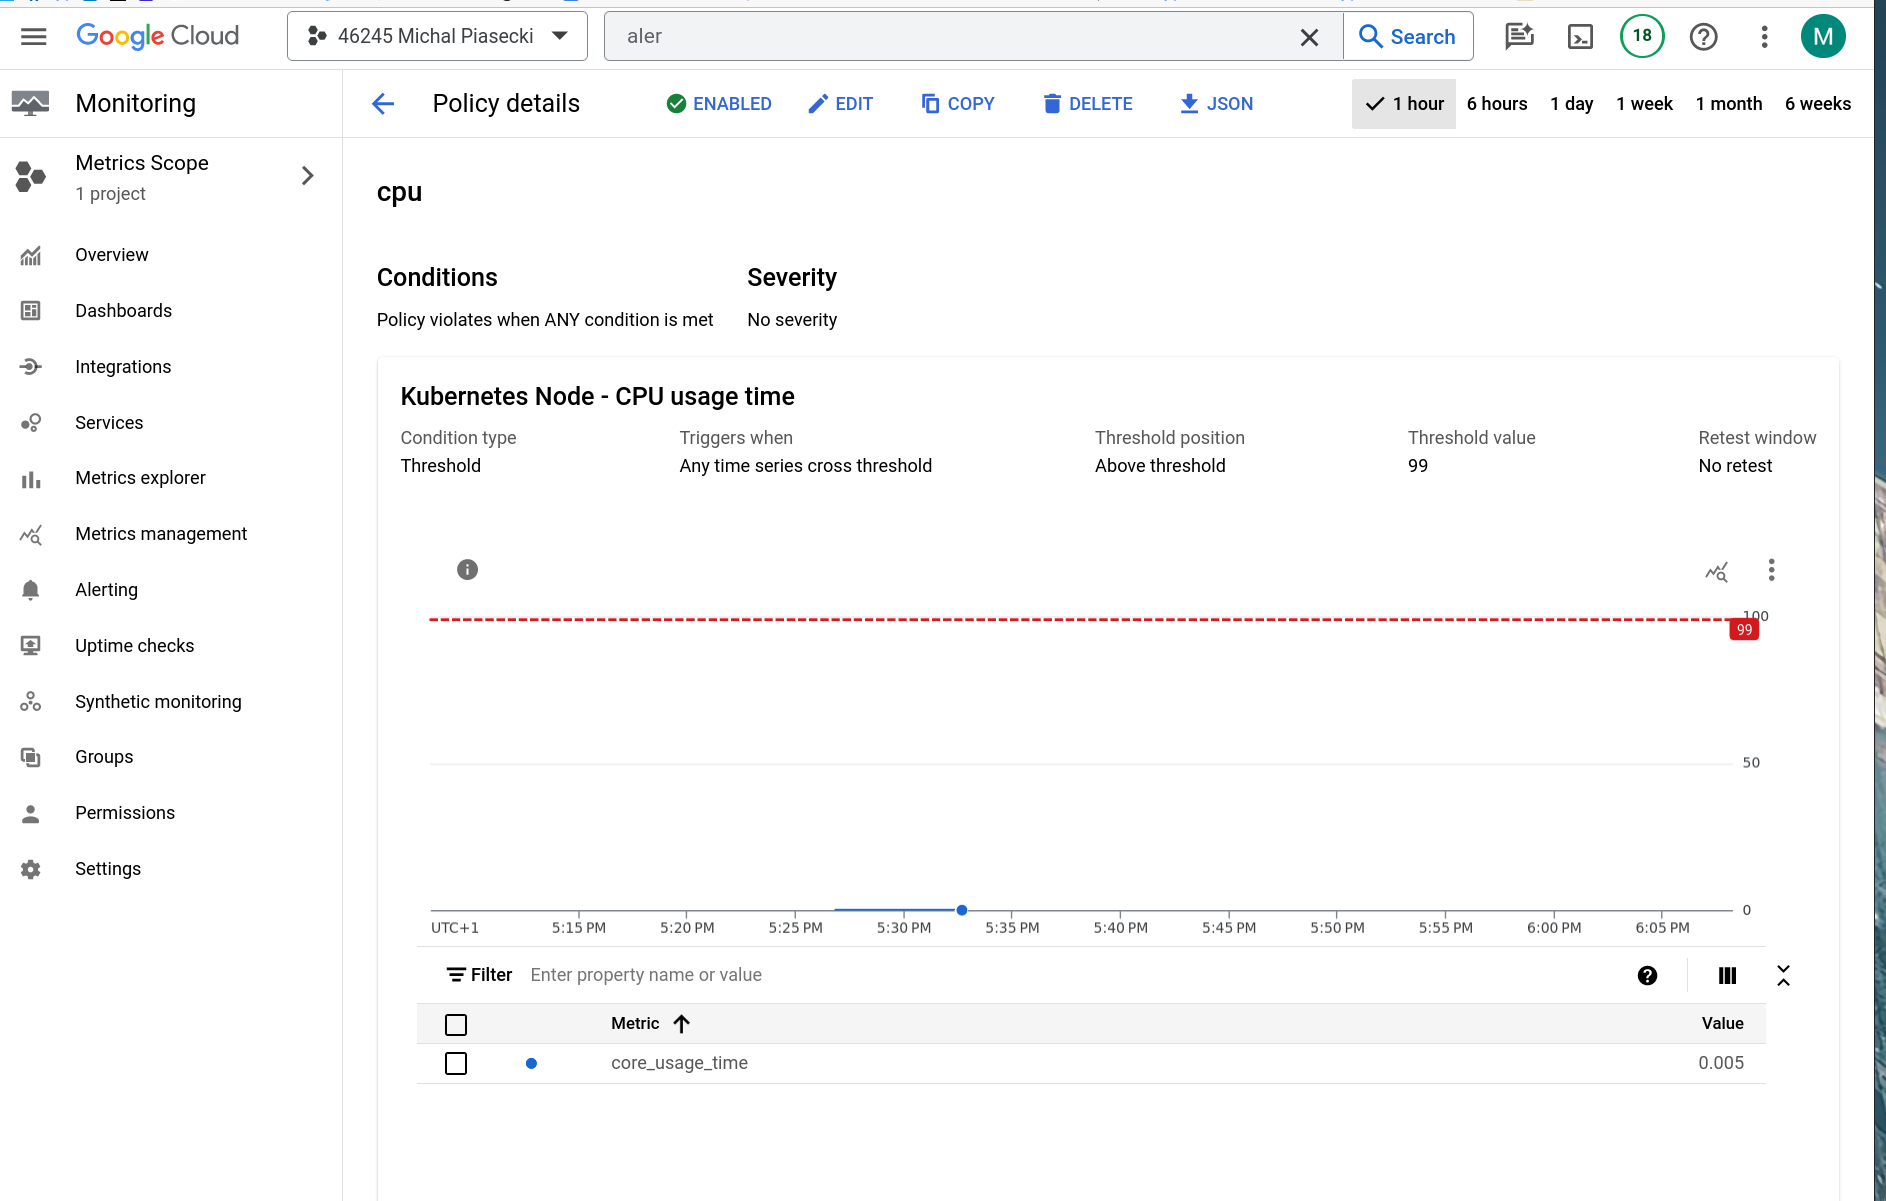 Google Cloud
46245 Michal Piasecki
aler
Search
18
M
Monitoring
Policy details
ENABLED
EDIT
COPY
DELETE
JSON
1 hour
6 hours
1 day
1 week
1 month
6 weeks
Metrics Scope
1 project
Overview
Dashboards
Integrations
Services
Metrics explorer
Metrics management
Alerting
Uptime checks
Synthetic monitoring
Groups
Permissions
Settings
cpu
Conditions
Severity
Policy violates when ANY condition is met
No severity
Kubernetes Node - CPU usage time
Condition type
Triggers when
Threshold position
Threshold value
Retest window
Threshold
Any time series cross threshold
Above threshold
99
No retest
100
99
50
0
UTC+1
5:15 PM
5:20 PM
5:25 PM
5:30 PM
5:35 PM
5:40 PM
5:45 PM
5:50 PM
5:55 PM
6:00 PM
6:05 PM
Filter
Enter property name or value
Metric
Value
core_usage_time
0.005